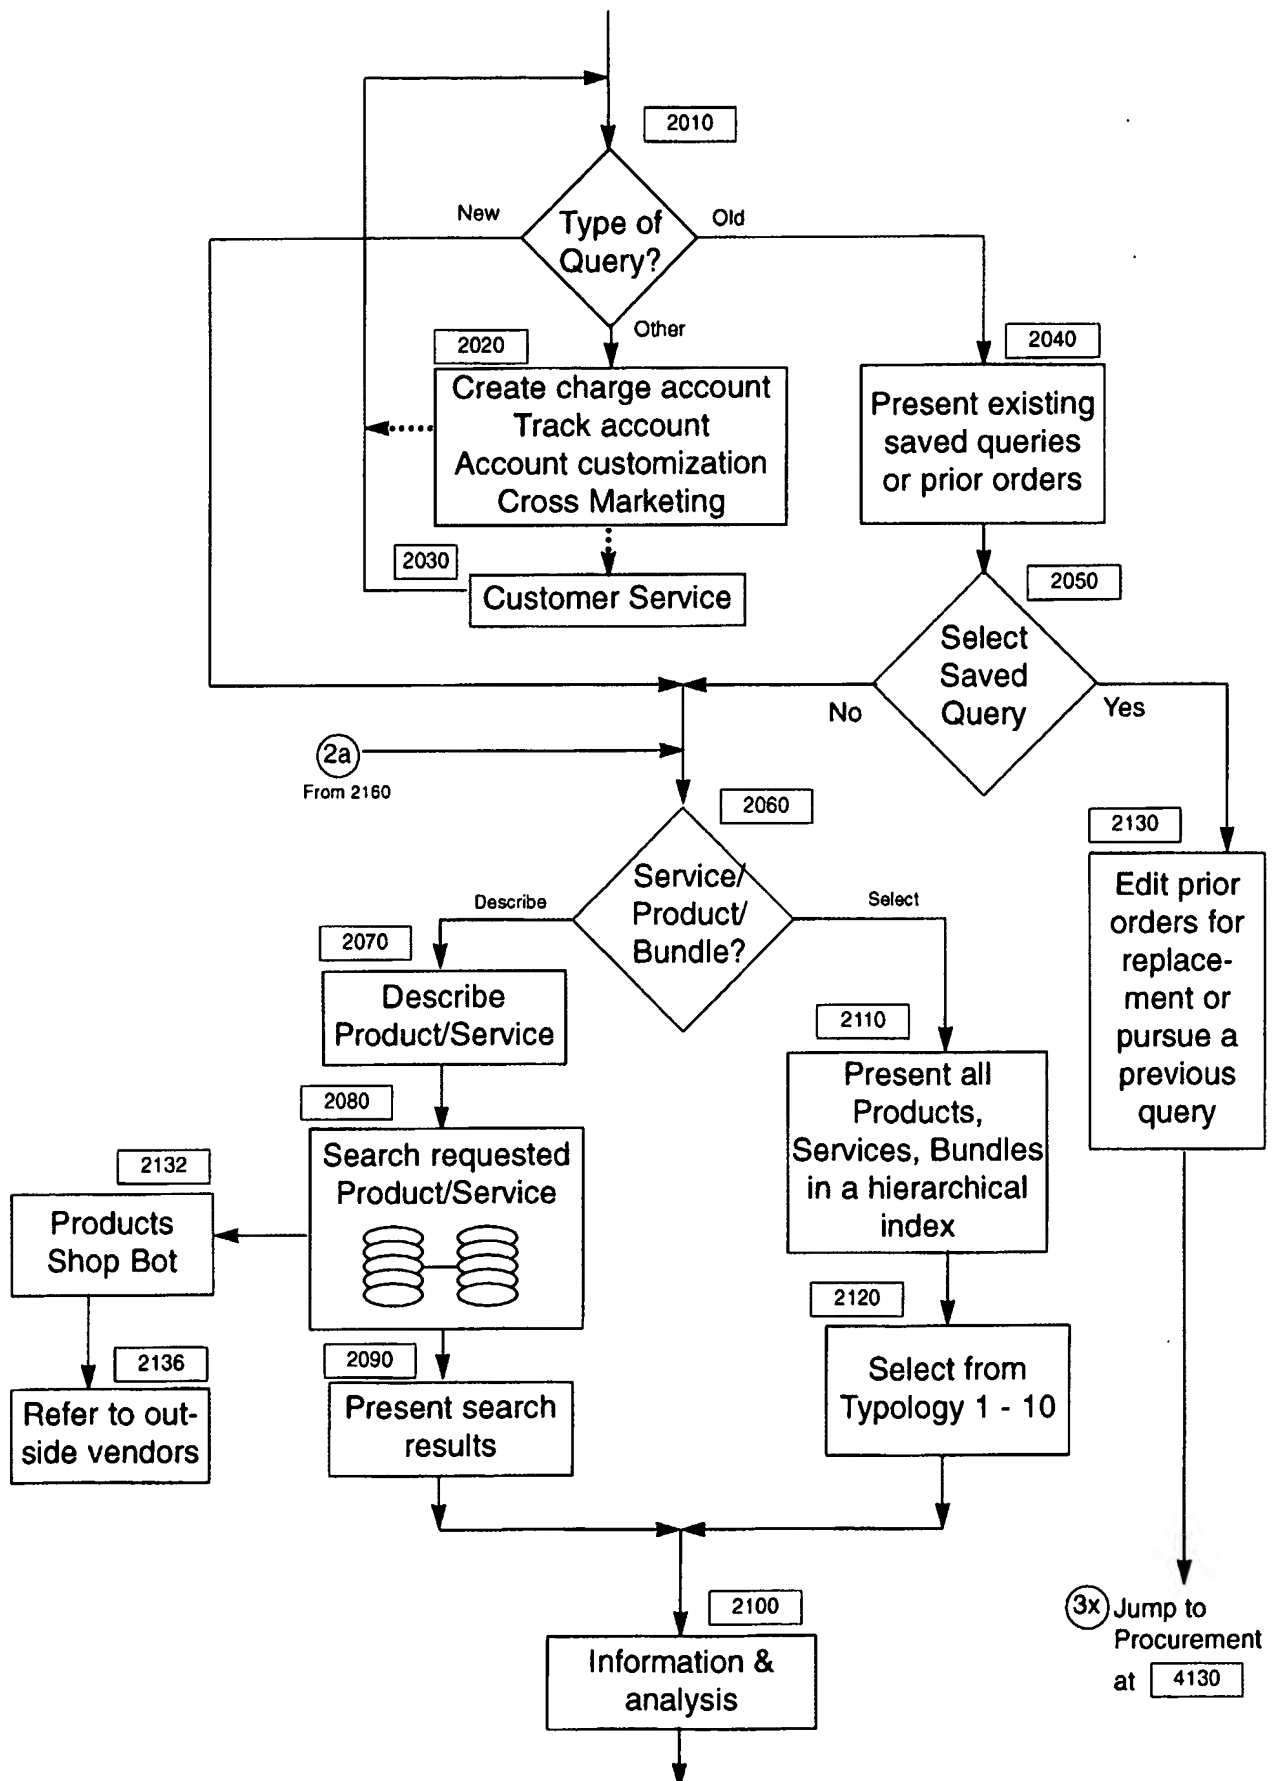 2010
New
Type of
Query?
Old
Other
2020
Create charge account
Track account
Account customization
Cross Marketing
2040
Present existing
saved queries
or prior orders
2030
Customer Service
2050
Select
Saved
Query
No
Yes
2a
From 2160
2060
Service/
Product/
Bundle?
Describe
Select
2130
Edit prior
orders for
replace-
ment or
pursue a
previous
query
2070
Describe
Product/Service
2110
Present all
Products,
Services, Bundles
in a hierarchical
index
2080
Search requested
Product/Service
2132
Products
Shop Bot
2120
Select from
Typology 1 - 10
2136
Refer to out-
side vendors
2090
Present search
results
2100
Information &
analysis
3x Jump to
Procurement
at 4130